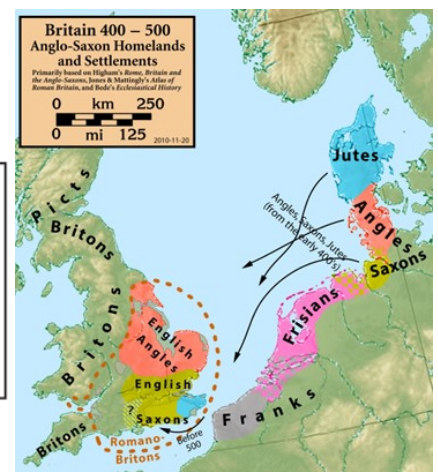 Britain 400 – 500
Anglo-Saxon Homelands
and Settlements
Primarily based on Higham's Rome, Britain and
the Anglo-Saxons, Jones & Mattingly's Atlas of
Roman Britain, and Bede's Ecclesiastical History
0 km 250
0 mi 125
2010-11-20
Jutes
Angles
Saxons
Angles, Saxons, Jutes
(from the early 400's)
Picts
Britons
Britons
English
Angles
Frisians
English
Saxons
?
Franks
Britons
Romano-
Britons
before
500